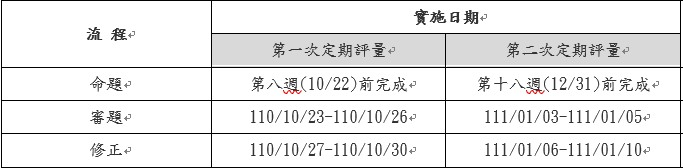 流 程
實施日期
第一次定期評量
第二次定期評量
命題
第八週(10/22)前完成
第十八週(12/31)前完成
審題
110/10/23-110/10/26
111/01/03-111/01/05
修正
110/10/27-110/10/30
111/01/06-111/01/10